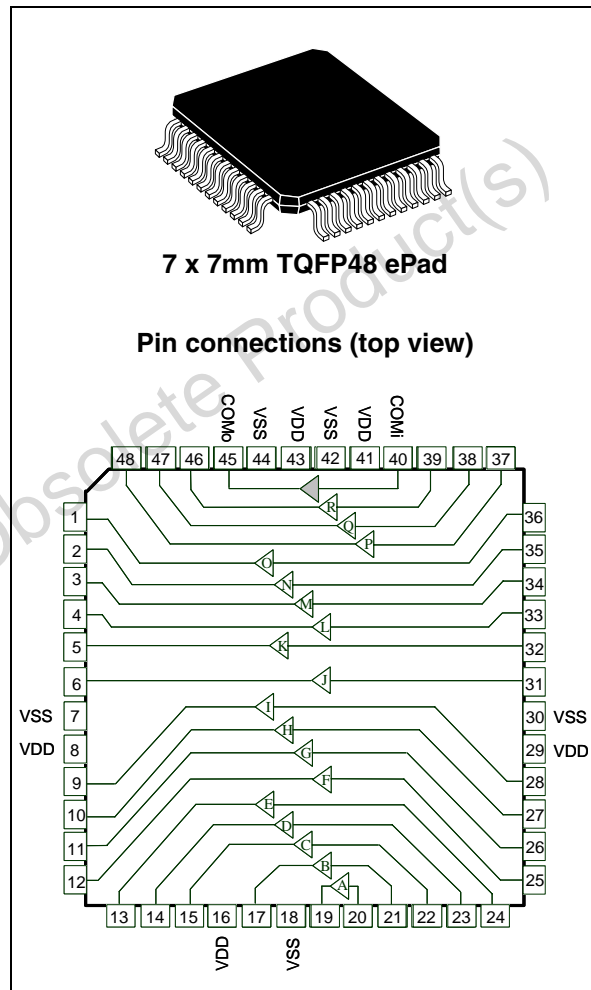 7 x 7mm TQFP48 ePad
Pin connections (top view)
COMo VSS VDD VSS VDD COMi
48 47 46 45 44 43 42 41 40 39 38 37
R
Q
P
1 36
O
2 35
N
3 34
M
4 33
L
5 K 32
6 J 31
VSS 7 I 30 VSS
VDD 8 H 29 VDD
G
9 28
F
10 27
E
11 26
D
12 25
C
B
A
13 14 15 16 17 18 19 20 21 22 23 24
VDD VSS
Obsolete Product(s)